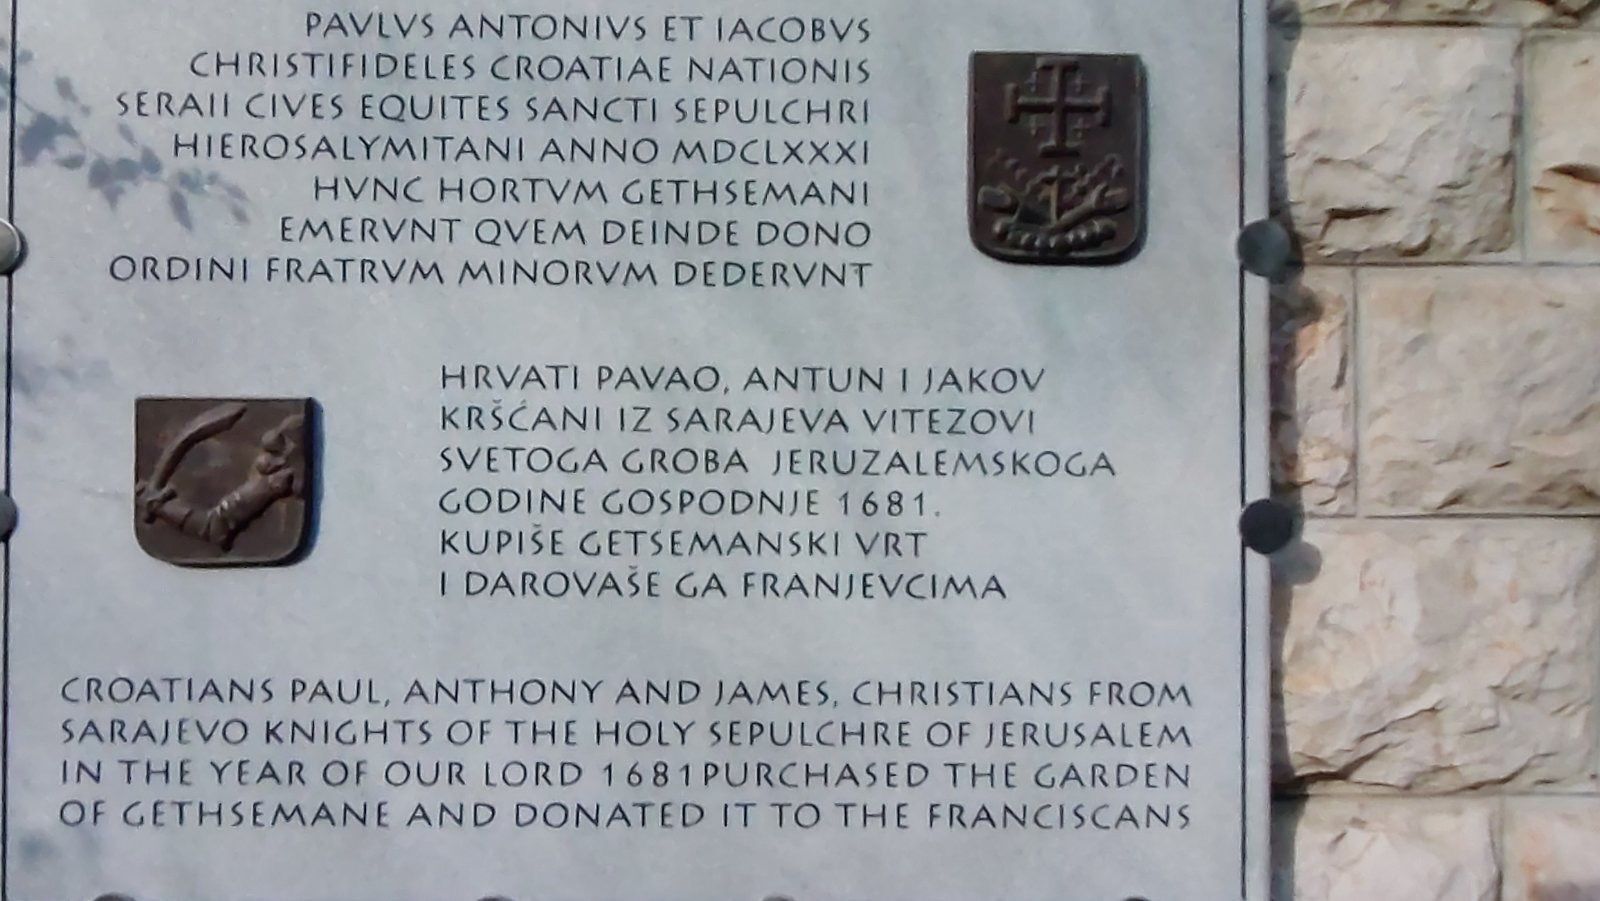 PAVLVS ANTONIVS ET IACOBVS
CHRISTIFIDELES CROATIAE NATIONIS
SERAII CIVES EQUITES SANCTI SEPULCHRI
HIEROSALYMITANI ANNO MDCLXXXI
HVNC HORTVM GETHSEMANI
EMERVNT QVEM DEINDE DONO
ORDINI FRATRVM MINORVM DEDERVNT
HRVATI PAVAO, ANTUN I JAKOV
KRŠĆANI IZ SARAJEVA VITEZOVI
SVETOGA GROBA JERUZALEMSKOGA
GODINE GOSPODNJE 1681.
KUPIŠE GETSEMANSKI VRT
I DAROVAŠE GA FRANJEVCIMA
CROATIANS PAUL, ANTHONY AND JAMES, CHRISTIANS FROM
SARAJEVO KNIGHTS OF THE HOLY SEPULCHRE OF JERUSALEM
IN THE YEAR OF OUR LORD 1681 PURCHASED THE GARDEN
OF GETHSEMANE AND DONATED IT TO THE FRANCISCANS